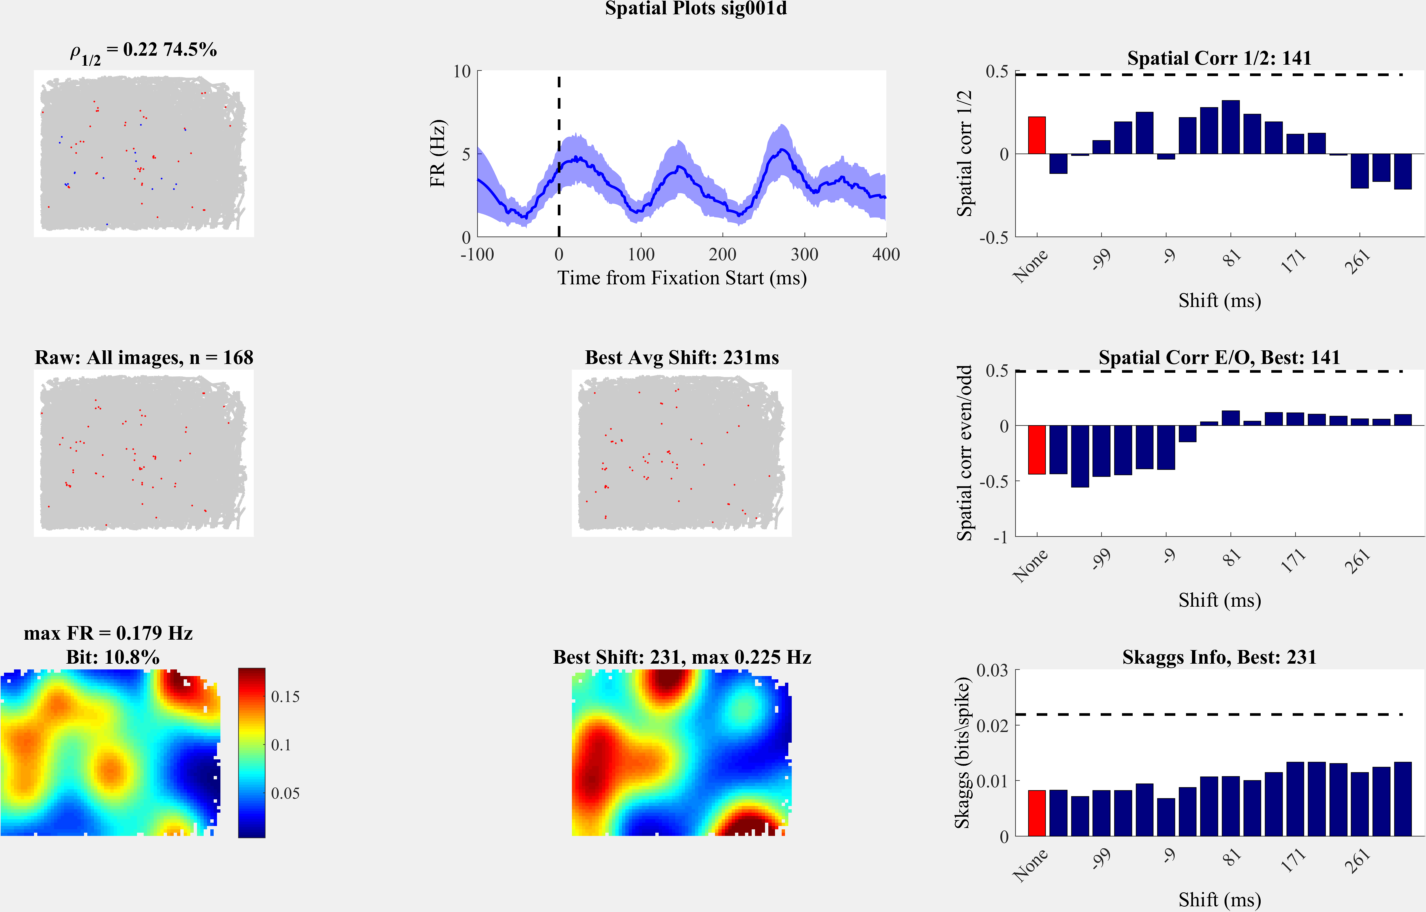 Spatial Plots sig001d
ρ1/2 = 0.22 74.5%
10
5
0
FR (Hz)
-100 0 100 200 300 400
Time from Fixation Start (ms)
Spatial Corr 1/2: 141
0.5
0
-0.5
Spatial corr 1/2
None -99 -9 81 171 261
Shift (ms)
Raw: All images, n = 168
Best Avg Shift: 231ms
Spatial Corr E/O, Best: 141
0.5
0
-0.5
-1
Spatial corr even/odd
None -99 -9 81 171 261
Shift (ms)
max FR = 0.179 Hz
Bit: 10.8%
0.15
0.1
0.05
Best Shift: 231, max 0.225 Hz
Skaggs Info, Best: 231
0.03
0.02
0.01
0
Skaggs (bits\spike)
None -99 -9 81 171 261
Shift (ms)